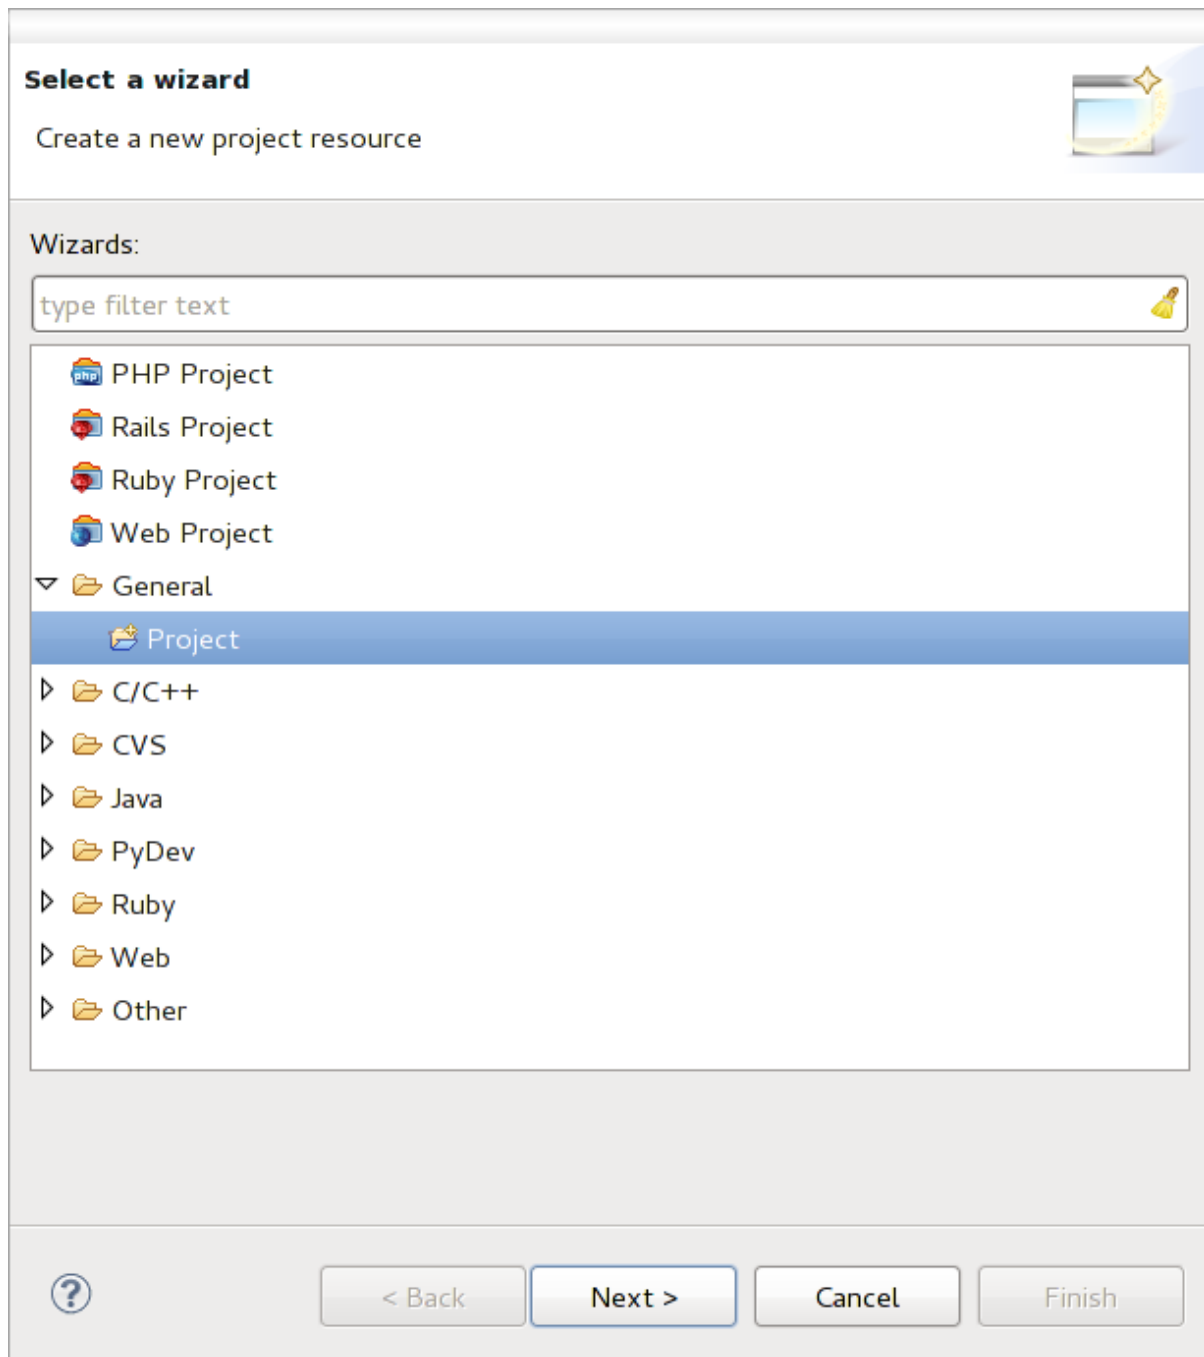 Select a wizard
Create a new project resource
Wizards:
type filter text
php PHP Project
Rails Project
Ruby Project
Web Project
General
Project
C/C++
CVS
Java
PyDev
Ruby
Web
Other
? < Back Next > Cancel Finish